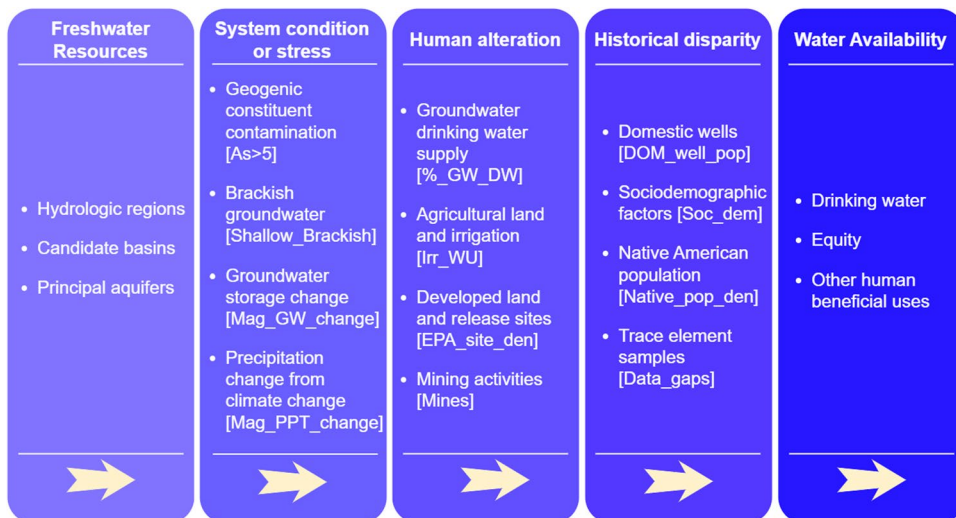 Freshwater
Resources
• Hydrologic regions
• Candidate basins
• Principal aquifers
System condition
or stress
• Geogenic
constituent
contamination
[As>5]
• Brackish
groundwater
[Shallow_Brackish]
• Groundwater
storage change
[Mag_GW_change]
• Precipitation
change from
climate change
[Mag_PPT_change]
Human alteration
• Groundwater
drinking water
supply
[%_GW_DW]
• Agricultural land
and irrigation
[Irr_WU]
• Developed land
and release sites
[EPA_site_den]
• Mining activities
[Mines]
Historical disparity
• Domestic wells
[DOM_well_pop]
• Sociodemographic
factors [Soc_dem]
• Native American
population
[Native_pop_den]
• Trace element
samples
[Data_gaps]
Water Availability
• Drinking water
• Equity
• Other human
beneficial uses